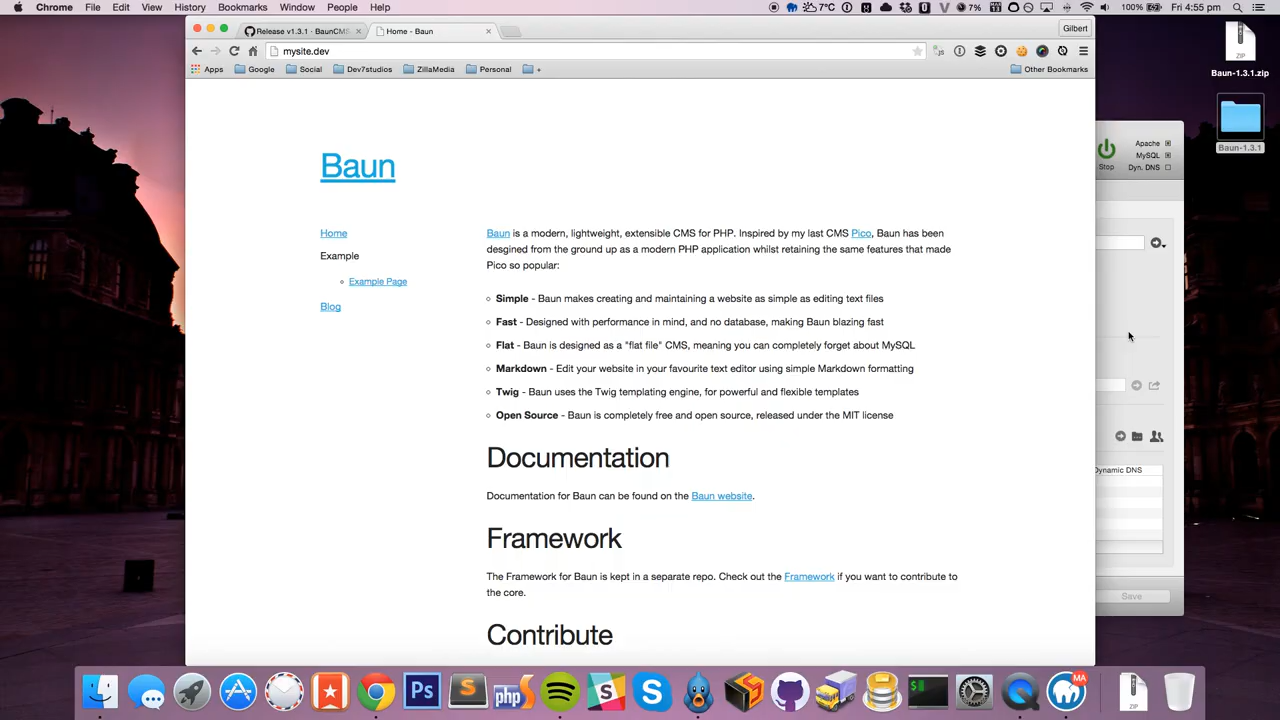 Chrome File Edit View History Bookmarks Window People Help 7°C 7% 100% Fri 4:55 pm
Release v1.3.1 · BaunCMS Home - Baun Gilbert
mysite.dev
Apps Google Social Dev7studios ZillaMedia Personal + Other Bookmarks
Baun-1.3.1.zip
Baun-1.3.1
Apache
MySQL
Stop Dyn. DNS
Baun
Home
Example
Example Page
Blog
Baun is a modern, lightweight, extensible CMS for PHP. Inspired by my last CMS Pico, Baun has been
desgined from the ground up as a modern PHP application whilst retaining the same features that made
Pico so popular:
Simple - Baun makes creating and maintaining a website as simple as editing text files
Fast - Designed with performance in mind, and no database, making Baun blazing fast
Flat - Baun is designed as a "flat file" CMS, meaning you can completely forget about MySQL
Markdown - Edit your website in your favourite text editor using simple Markdown formatting
Twig - Baun uses the Twig templating engine, for powerful and flexible templates
Open Source - Baun is completely free and open source, released under the MIT license
Documentation
Documentation for Baun can be found on the Baun website.
Framework
The Framework for Baun is kept in a separate repo. Check out the Framework if you want to contribute to
the core.
Contribute
Dynamic DNS
Save
Ps
php
MA
ZIP